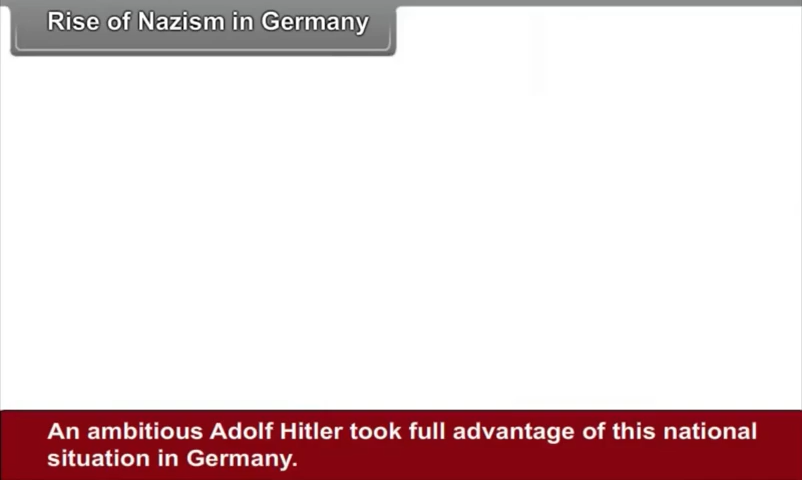 Rise of Nazism in Germany
An ambitious Adolf Hitler took full advantage of this national
situation in Germany.